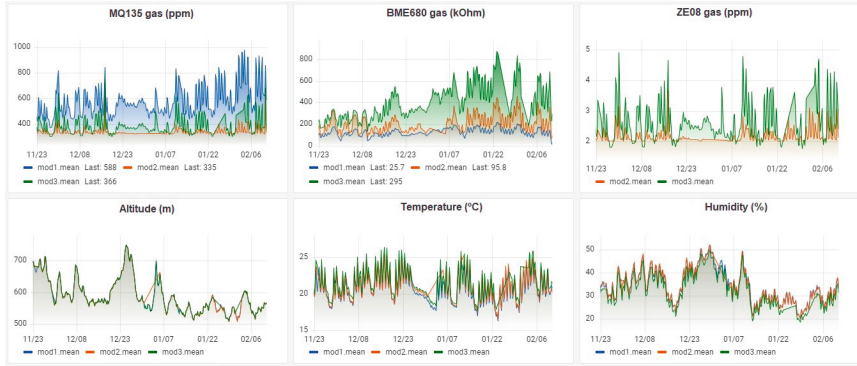 MQ135 gas (ppm)
1000
800
600
400
11/23 12/08 12/23 01/07 01/22 02/06
mod1.mean Last: 588 mod2.mean Last: 335
mod3.mean Last: 366
BME680 gas (kOhm)
800
600
400
200
0
11/23 12/08 12/23 01/07 01/22 02/06
mod1.mean Last: 25.7 mod2.mean Last: 95.8
mod3.mean Last: 295
ZE08 gas (ppm)
5
4
3
2
11/23 12/08 12/23 01/07 01/22 02/06
mod2.mean mod3.mean
Altitude (m)
700
600
500
11/23 12/08 12/23 01/07 01/22 02/06
mod1.mean mod2.mean mod3.mean
Temperature (°C)
25
20
15
11/23 12/08 12/23 01/07 01/22 02/06
mod1.mean mod2.mean mod3.mean
Humidity (%)
50
40
30
20
11/23 12/08 12/23 01/07 01/22 02/06
mod1.mean mod2.mean mod3.mean